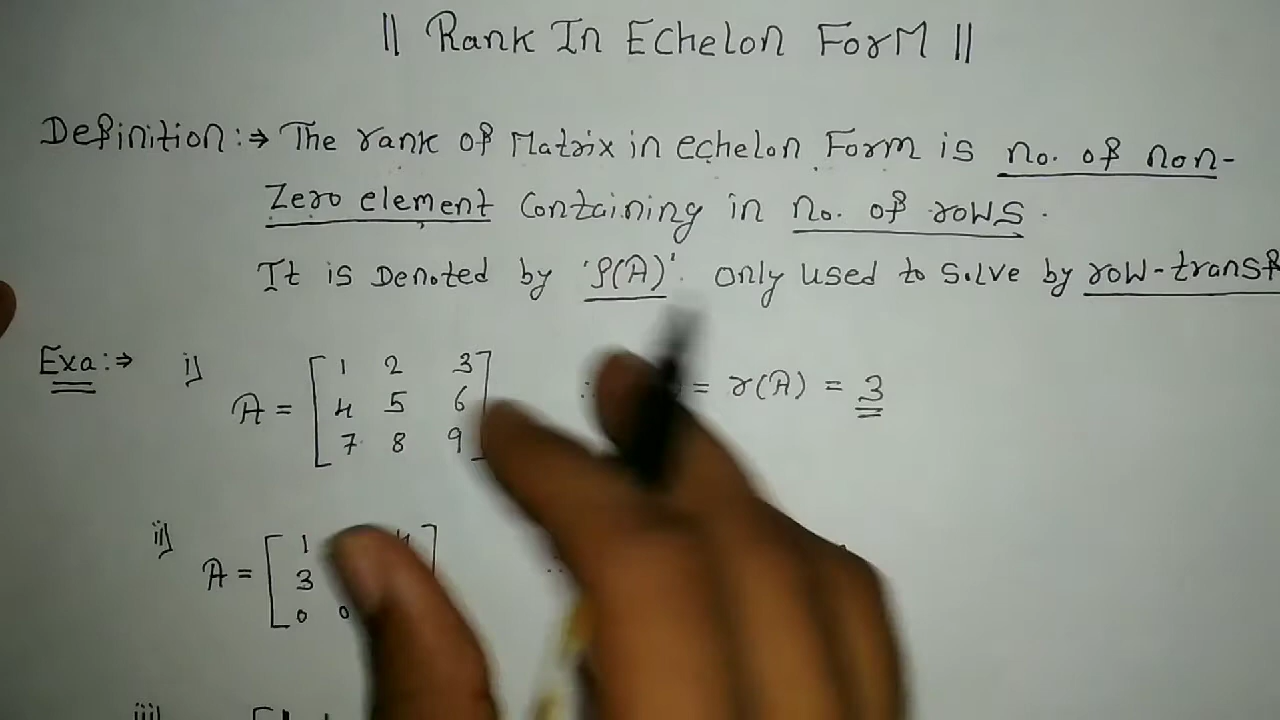 || Rank In Echelon Form ||
Definition:⇒ The rank of Matrix in echelon Form is no. of non-
Zero element Containing in no. of rows.
It is Denoted by 'ρ(A)'. only used to solve by row-transf
Exa:⇒ i) A = [1 2 3
4 5 6
7 8 9] = r(A) = 3
ii) A = [1 4]
3
0 0
iii)